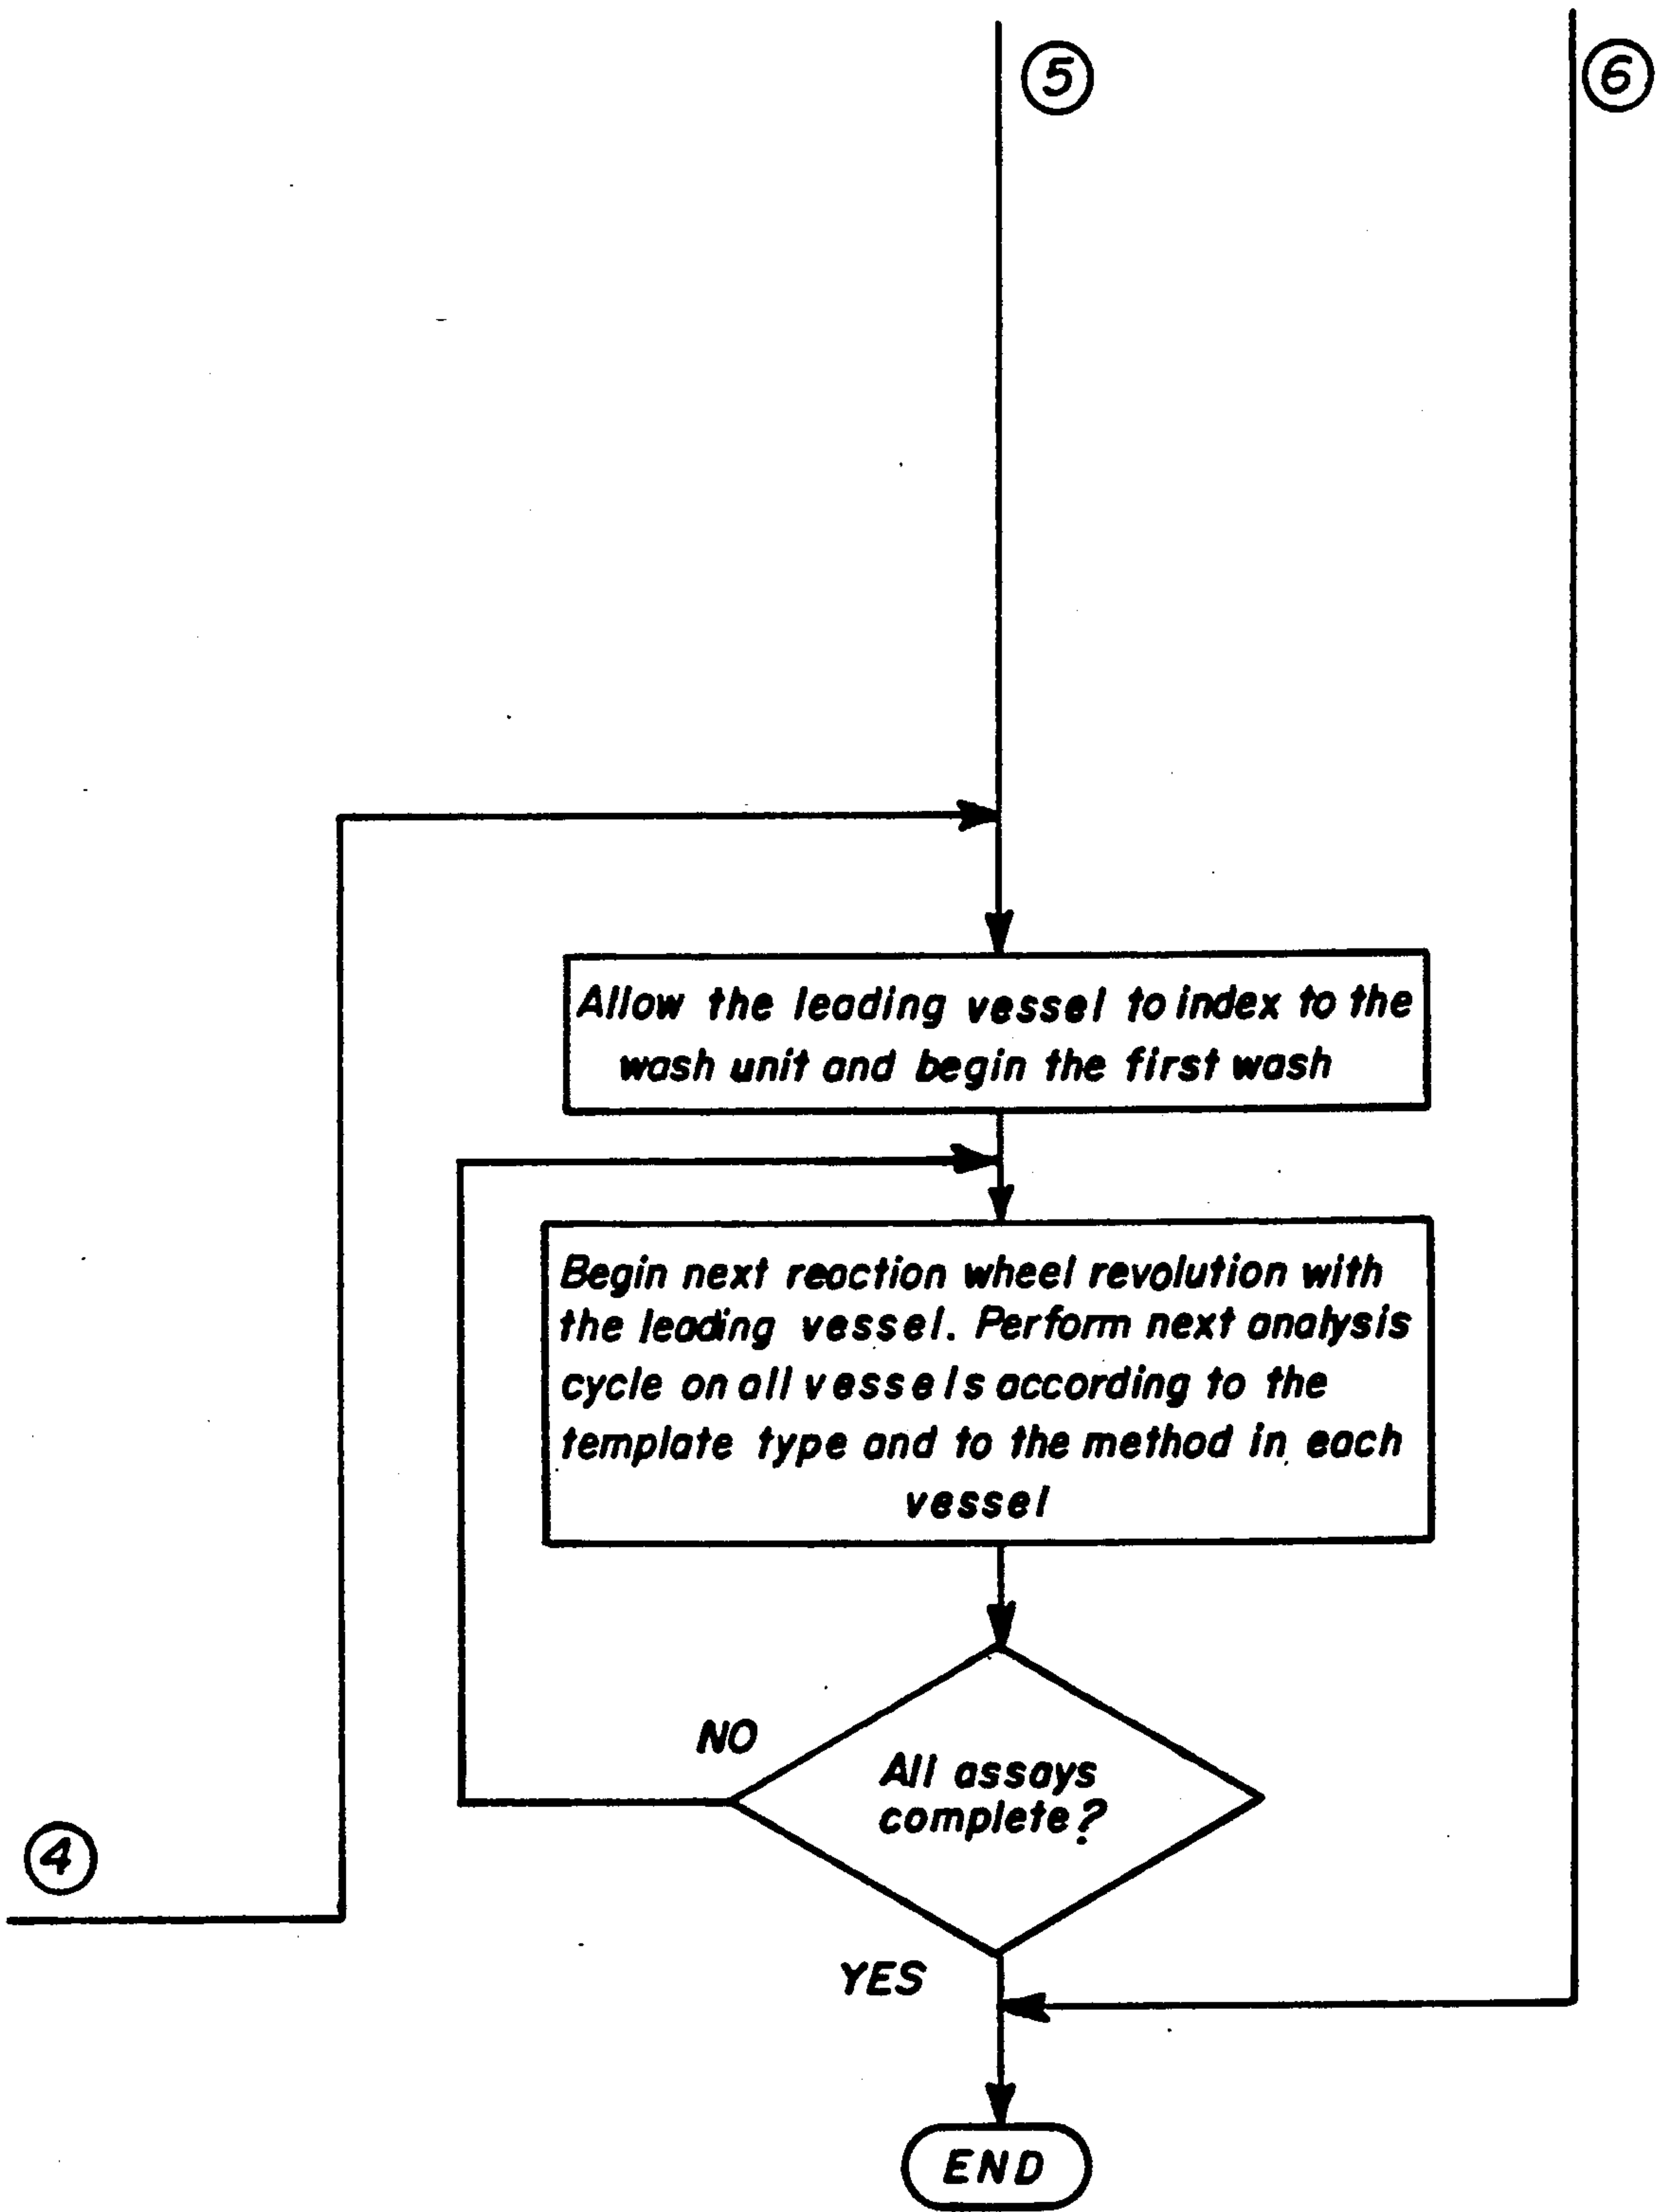 5
6
Allow the leading vessel to index to the
wash unit and begin the first wash
Begin next reaction wheel revolution with
the leading vessel. Perform next analysis
cycle on all vessels according to the
template type and to the method in each
vessel
NO
All assays
complete?
4
YES
END